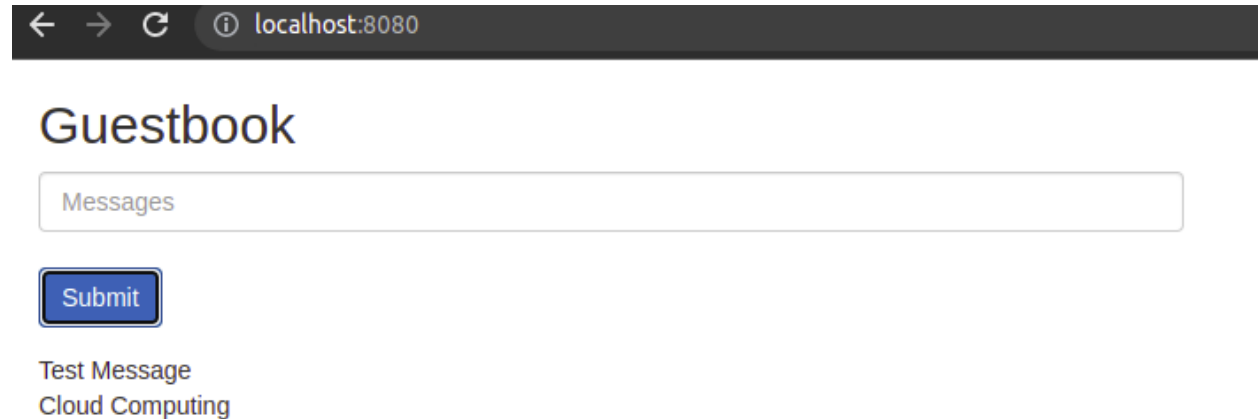 localhost:8080
Guestbook
Messages
Submit
Test Message
Cloud Computing